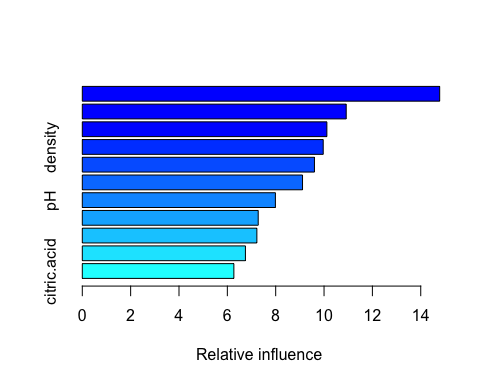 density
pH
citric.acid
0 2 4 6 8 10 12 14
Relative influence